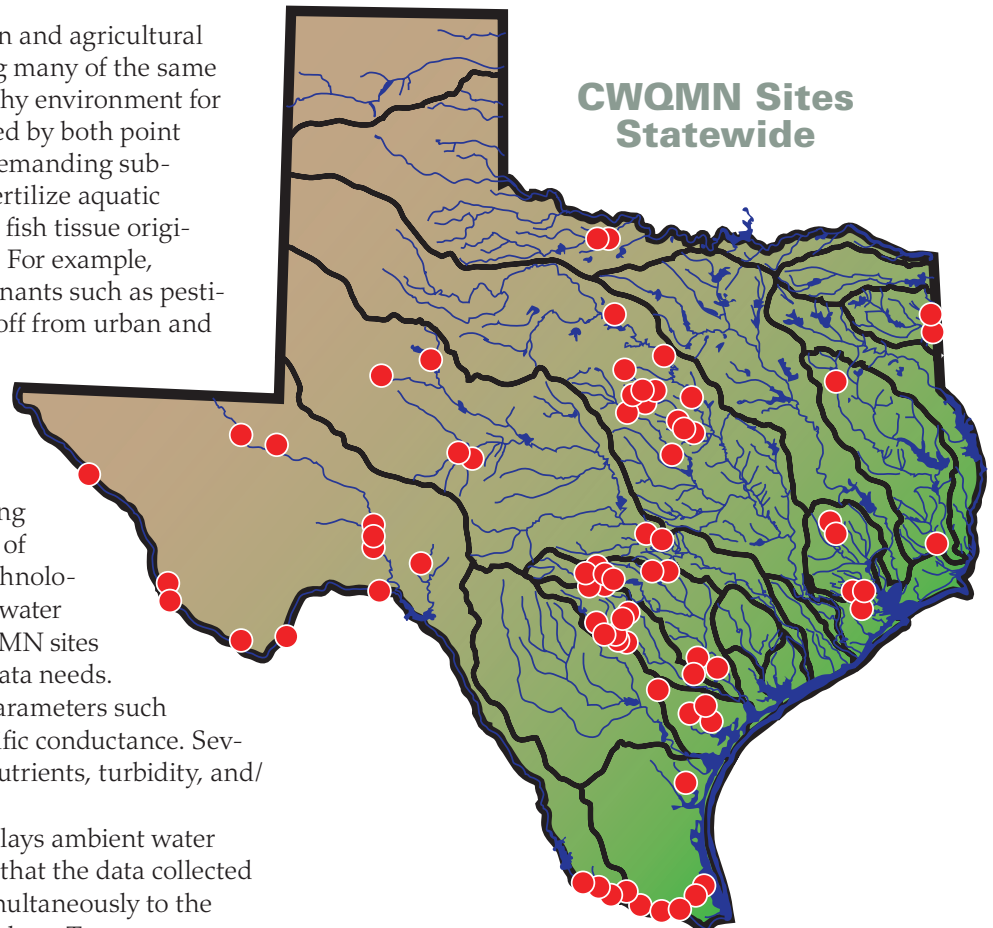 n and agricultural
g many of the same
hy environment for
ed by both point
emanding sub-
ertilize aquatic
fish tissue origi-
. For example,
nants such as pesti-
off from urban and
ng
of
hnolo-
water
MN sites
ata needs.
arameters such
ific conductance. Sev-
utrients, turbidity, and/
lays ambient water
that the data collected
multaneously to the
CWQMN Sites
Statewide